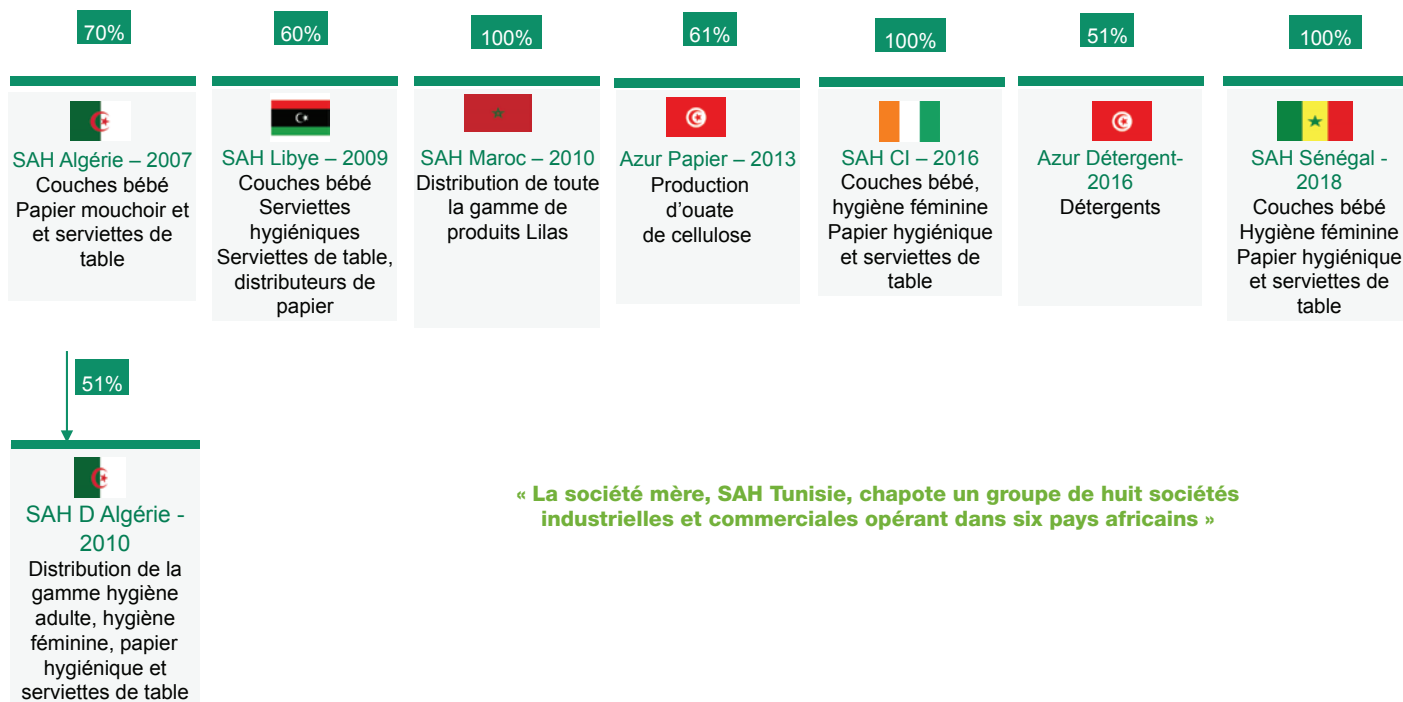 70%
60%
100%
61%
100%
51%
100%
SAH Algérie – 2007
Couches bébé
Papier mouchoir et
et serviettes de
table
SAH Libye – 2009
Couches bébé
Serviettes
hygiéniques
Serviettes de table,
distributeurs de
papier
SAH Maroc – 2010
Distribution de toute
la gamme de
produits Lilas
Azur Papier – 2013
Production
d'ouate
de cellulose
SAH CI – 2016
Couches bébé,
hygiène féminine
Papier hygiénique
et serviettes de
table
Azur Détergent-
2016
Détergents
SAH Sénégal -
2018
Couches bébé
Hygiène féminine
Papier hygiénique
et serviettes de
table
51%
SAH D Algérie -
2010
Distribution de la
gamme hygiène
adulte, hygiène
féminine, papier
hygiénique et
serviettes de table
« La société mère, SAH Tunisie, chapote un groupe de huit sociétés
industrielles et commerciales opérant dans six pays africains »